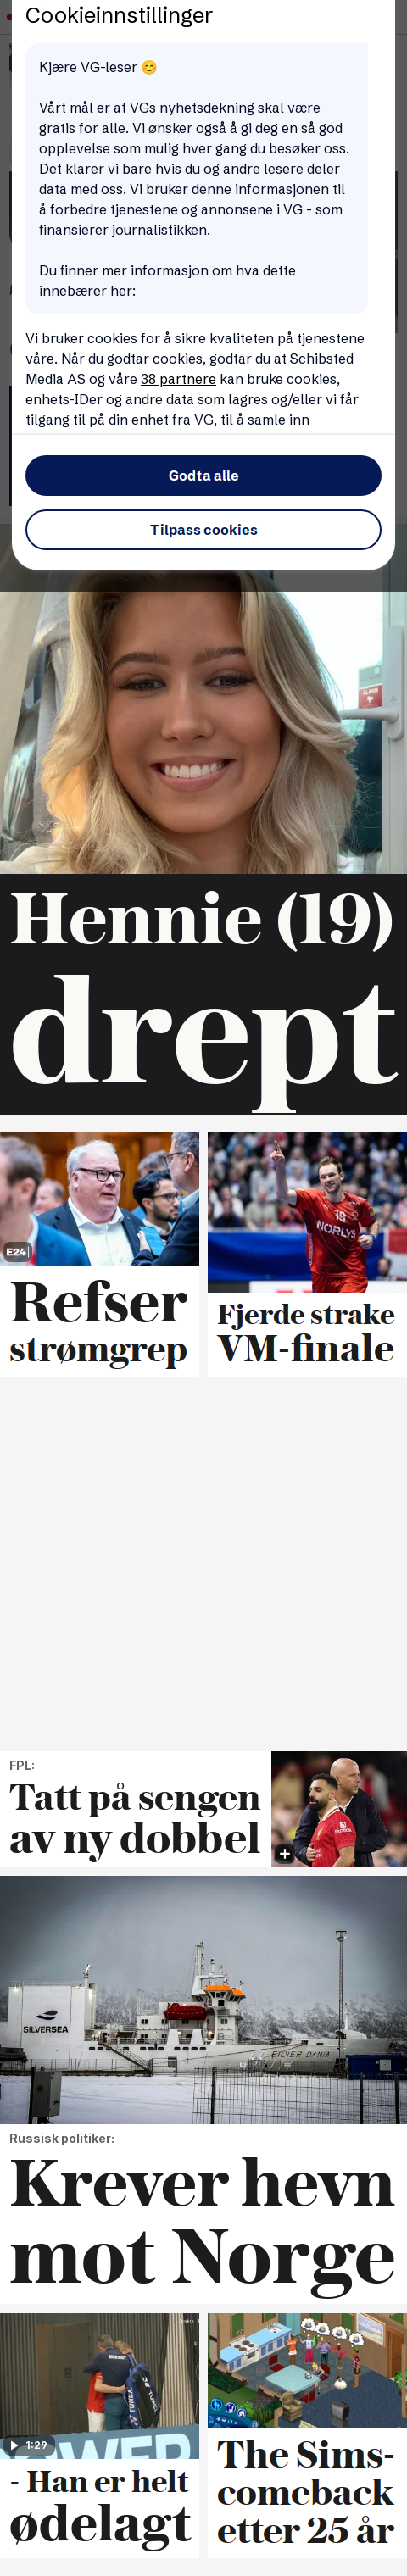 Cookieinnstillinger
Kjære VG-leser 😊
Vårt mål er at VGs nyhetsdekning skal være
gratis for alle. Vi ønsker også å gi deg en så god
opplevelse som mulig hver gang du besøker oss.
Det klarer vi bare hvis du og andre lesere deler
data med oss. Vi bruker denne informasjonen til
å forbedre tjenestene og annonsene i VG - som
finansierer journalistikken.
Du finner mer informasjon om hva dette
innebærer her:
Vi bruker cookies for å sikre kvaliteten på tjenestene
våre. Når du godtar cookies, godtar du at Schibsted
Media AS og våre 38 partnere kan bruke cookies,
enhets-IDer og andre data som lagres og/eller vi får
tilgang til på din enhet fra VG, til å samle inn
Godta alle
Tilpass cookies
ALARM
Hennie (19)
drept
E24
Refser
strømgrep
19
NORLYS
Fjerde strake
VM-finale
FPL:
Tatt på sengen
av ny dobbel
SILVERSEA
SILVER DANIA
Russisk politiker:
Krever hevn
mot Norge
YONEX
1:29
- Han er helt
ødelagt
The Sims-
comeback
etter 25 år